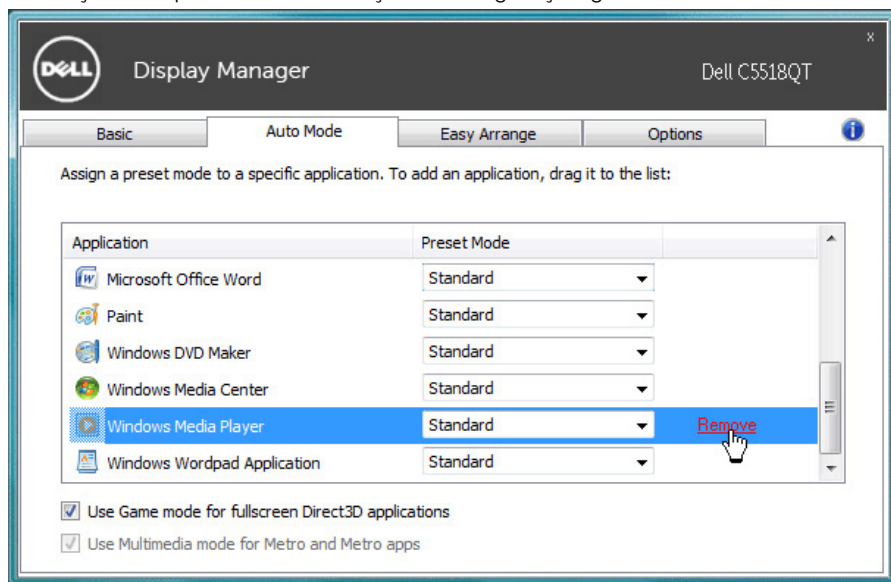 x
DELL
Display Manager
Dell C5518QT
Basic
Auto Mode
Easy Arrange
Options
Assign a preset mode to a specific application. To add an application, drag it to the list:
Application Preset Mode
Microsoft Office Word Standard
Paint Standard
Windows DVD Maker Standard
Windows Media Center Standard
Windows Media Player Standard Remove
Windows Wordpad Application Standard
Use Game mode for fullscreen Direct3D applications
Use Multimedia mode for Metro and Metro apps